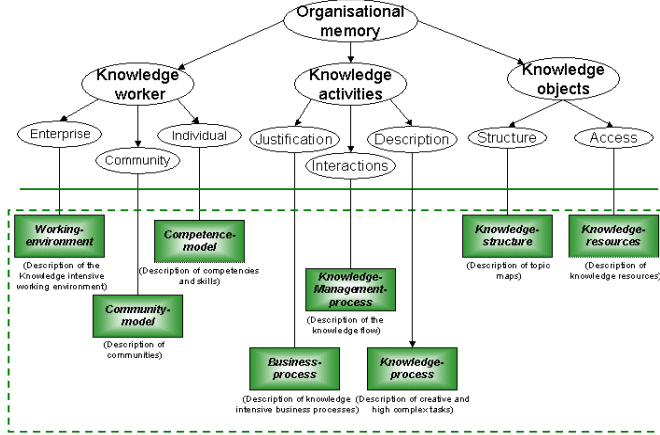 Organisational
memory
Knowledge
worker
Knowledge
activities
Knowledge
objects
Enterprise
Community
Individual
Justification
Interactions
Description
Structure
Access
Working-
environment
(Description of the
Knowledge intensive
working environment)
Community-
model
(Description of
communities)
Competence-
model
(Description of competencies
and skills)
Business-
process
(Description of knowledge
intensive business processes)
Knowledge-
Management-
process
(Description of the
knowledge flow)
Knowledge-
process
(Description of creative and
high complex tasks)
Knowledge-
structure
(Description of topic
maps)
Knowledge-
resources
(Description of
knowledge resources)